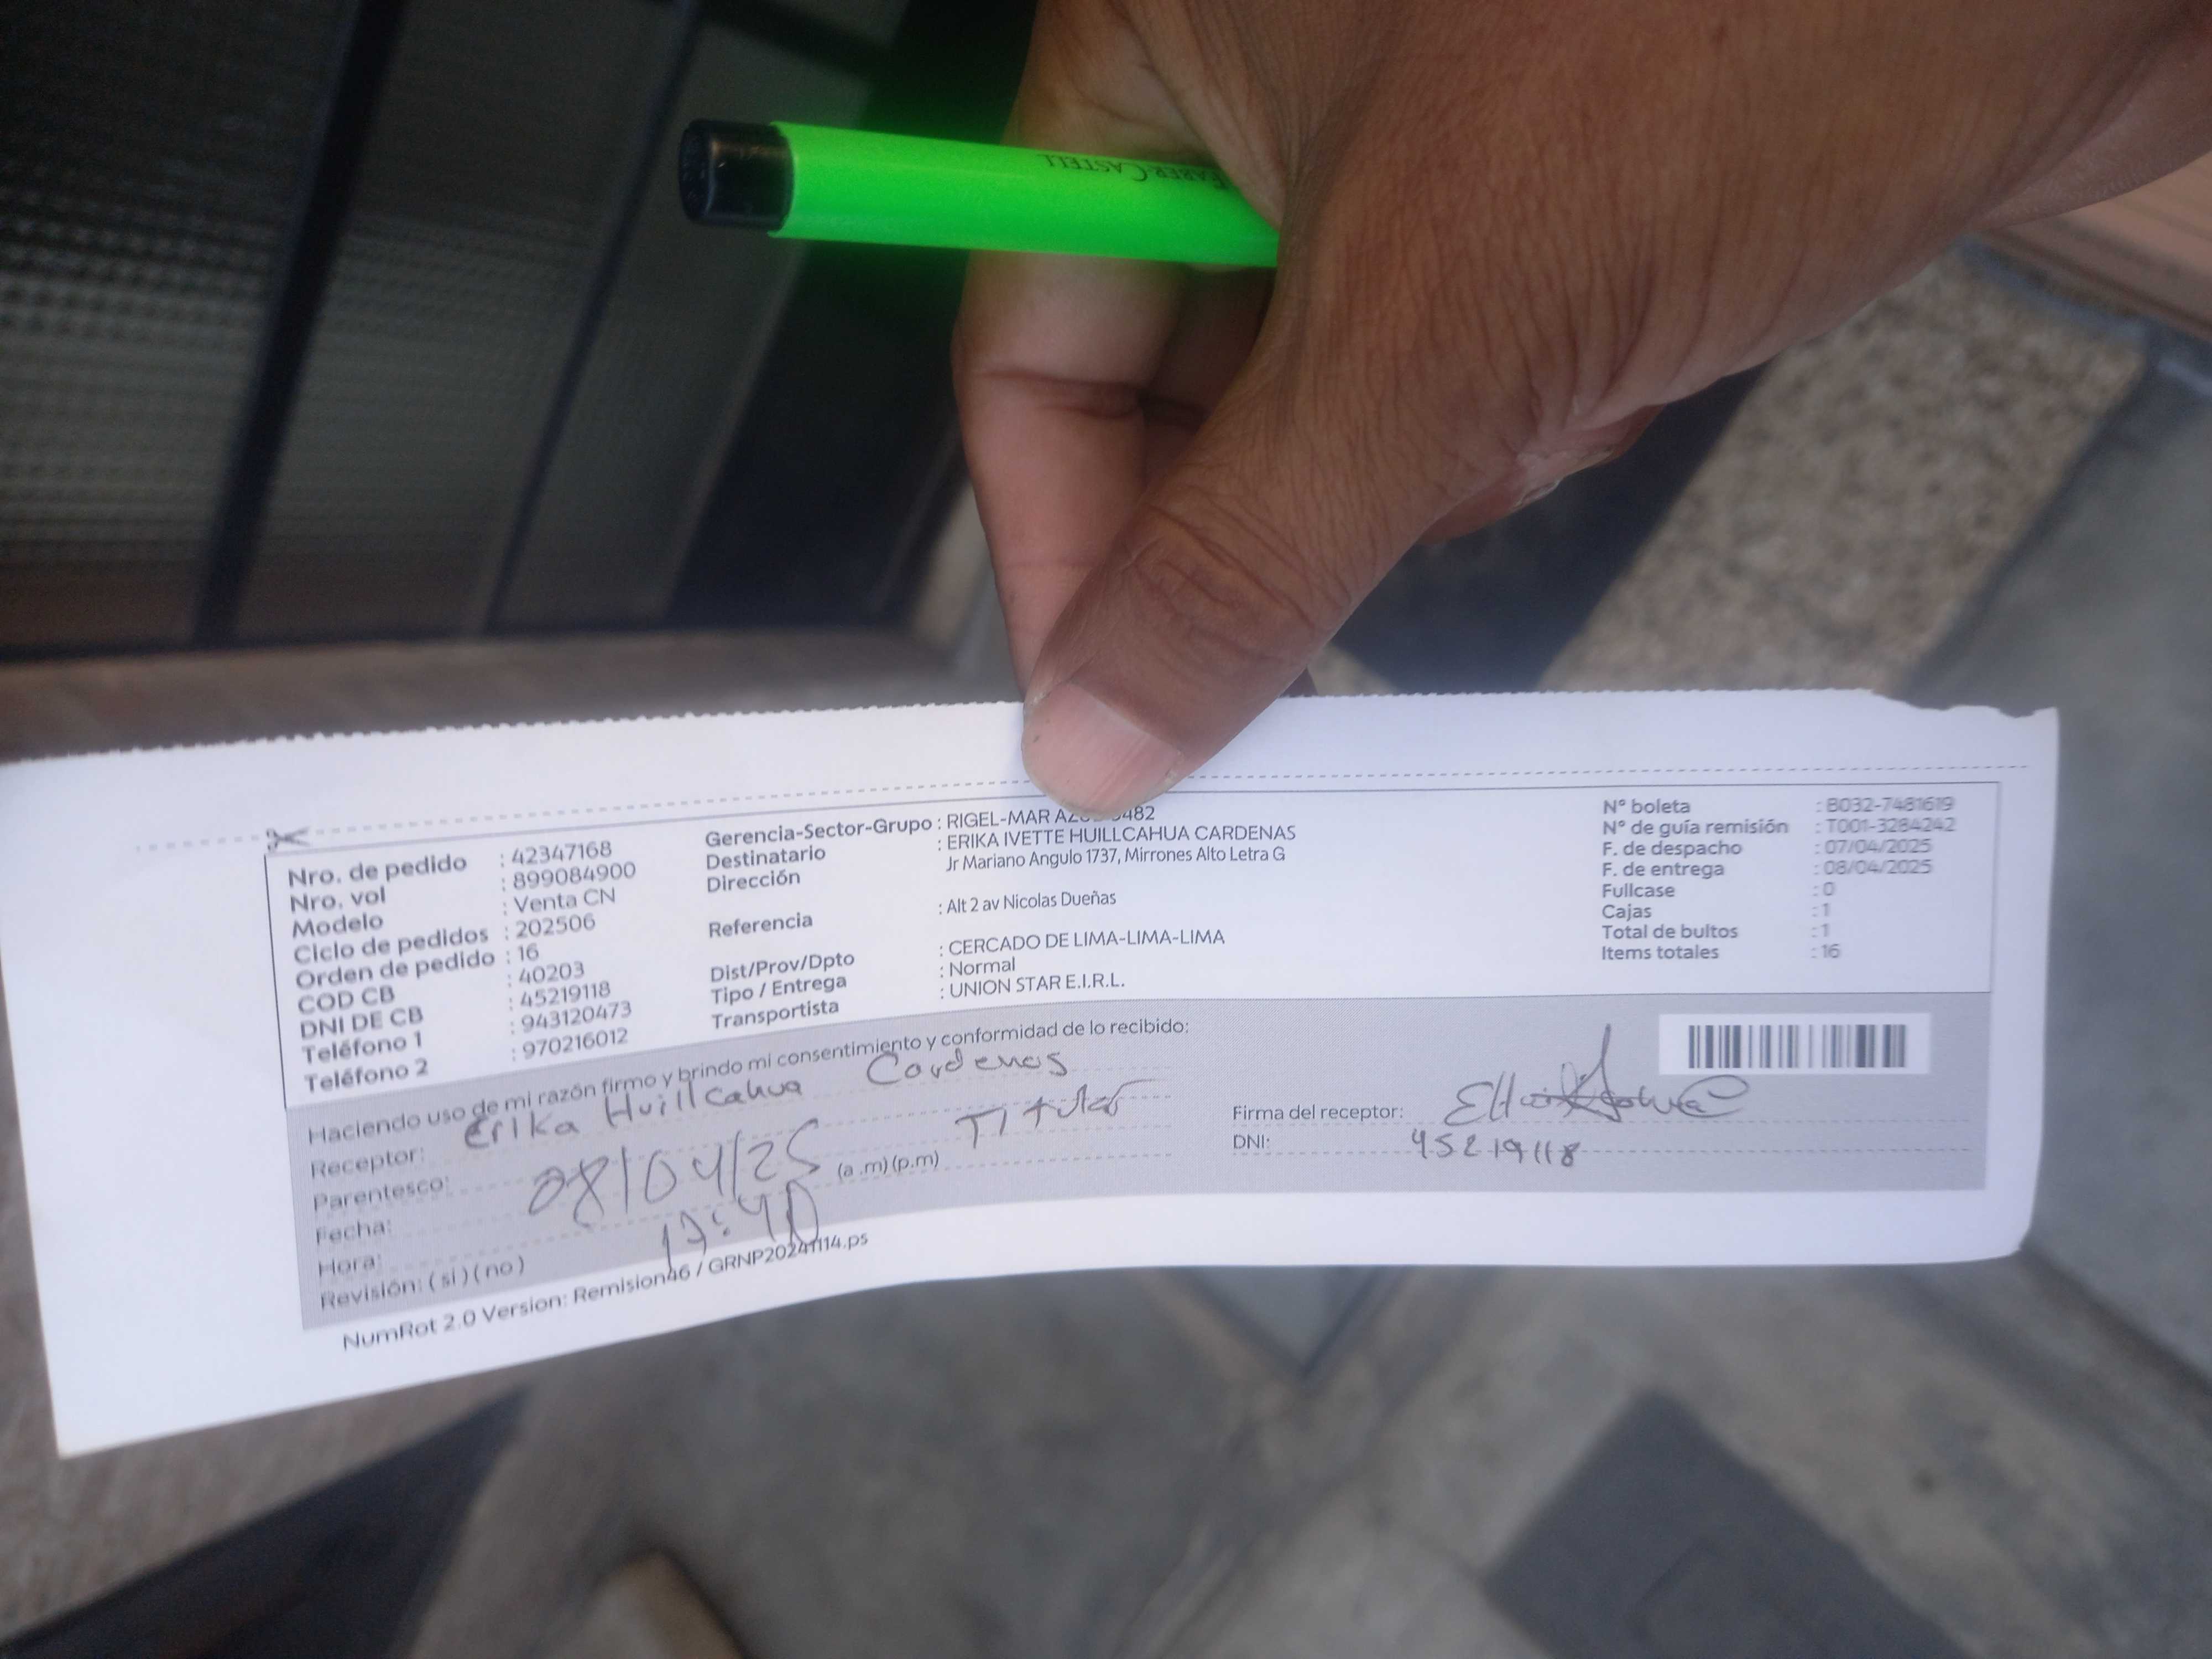 FABER-CASTELL
Nro. de pedido : 42347168
Nro. vol : 899084900
Modelo : Venta CN
Ciclo de pedidos : 202506
Orden de pedido : 16
COD CB : 40203
DNI DE CB : 45219118
Teléfono 1 : 943120473
Teléfono 2 : 970216012
Gerencia-Sector-Grupo : RIGEL-MAR 482
Destinatario : ERIKA IVETTE HUILLCAHUA CARDENAS
Dirección Jr Mariano Angulo 1737, Mirrones Alto Letra G
Referencia : Alt 2 av Nicolas Dueñas
Dist/Prov/Dpto : CERCADO DE LIMA-LIMA-LIMA
Tipo / Entrega : Normal
Transportista : UNION STAR E.I.R.L.
N° boleta : B032-7481619
N° de guía remisión : T001-3284242
F. de despacho : 07/04/2025
F. de entrega : 08/04/2025
Fullcase : 0
Cajas : 1
Total de bultos : 1
Items totales : 16
Haciendo uso de mi razón firmo y brindo mi consentimiento y conformidad de lo recibido:
Receptor: Erika Huillcahua Cardenas
Parentesco: Titular
Fecha: 08/04/25
Hora: 17:40 (a .m) (p.m)
Revisión: ( si ) ( no )
Firma del receptor:
DNI: 45219118
NumRot 2.0 Version: Remision46 / GRNP20241114.ps